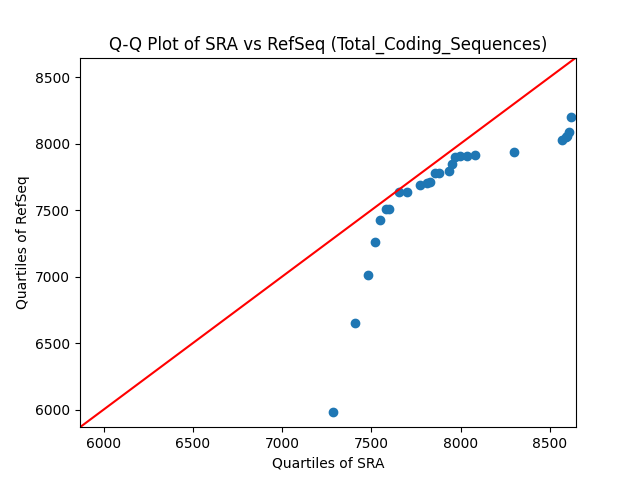 Q-Q Plot of SRA vs RefSeq (Total_Coding_Sequences)
8500
8000
7500
7000
6500
6000
Quartiles of RefSeq
6000 6500 7000 7500 8000 8500
Quartiles of SRA